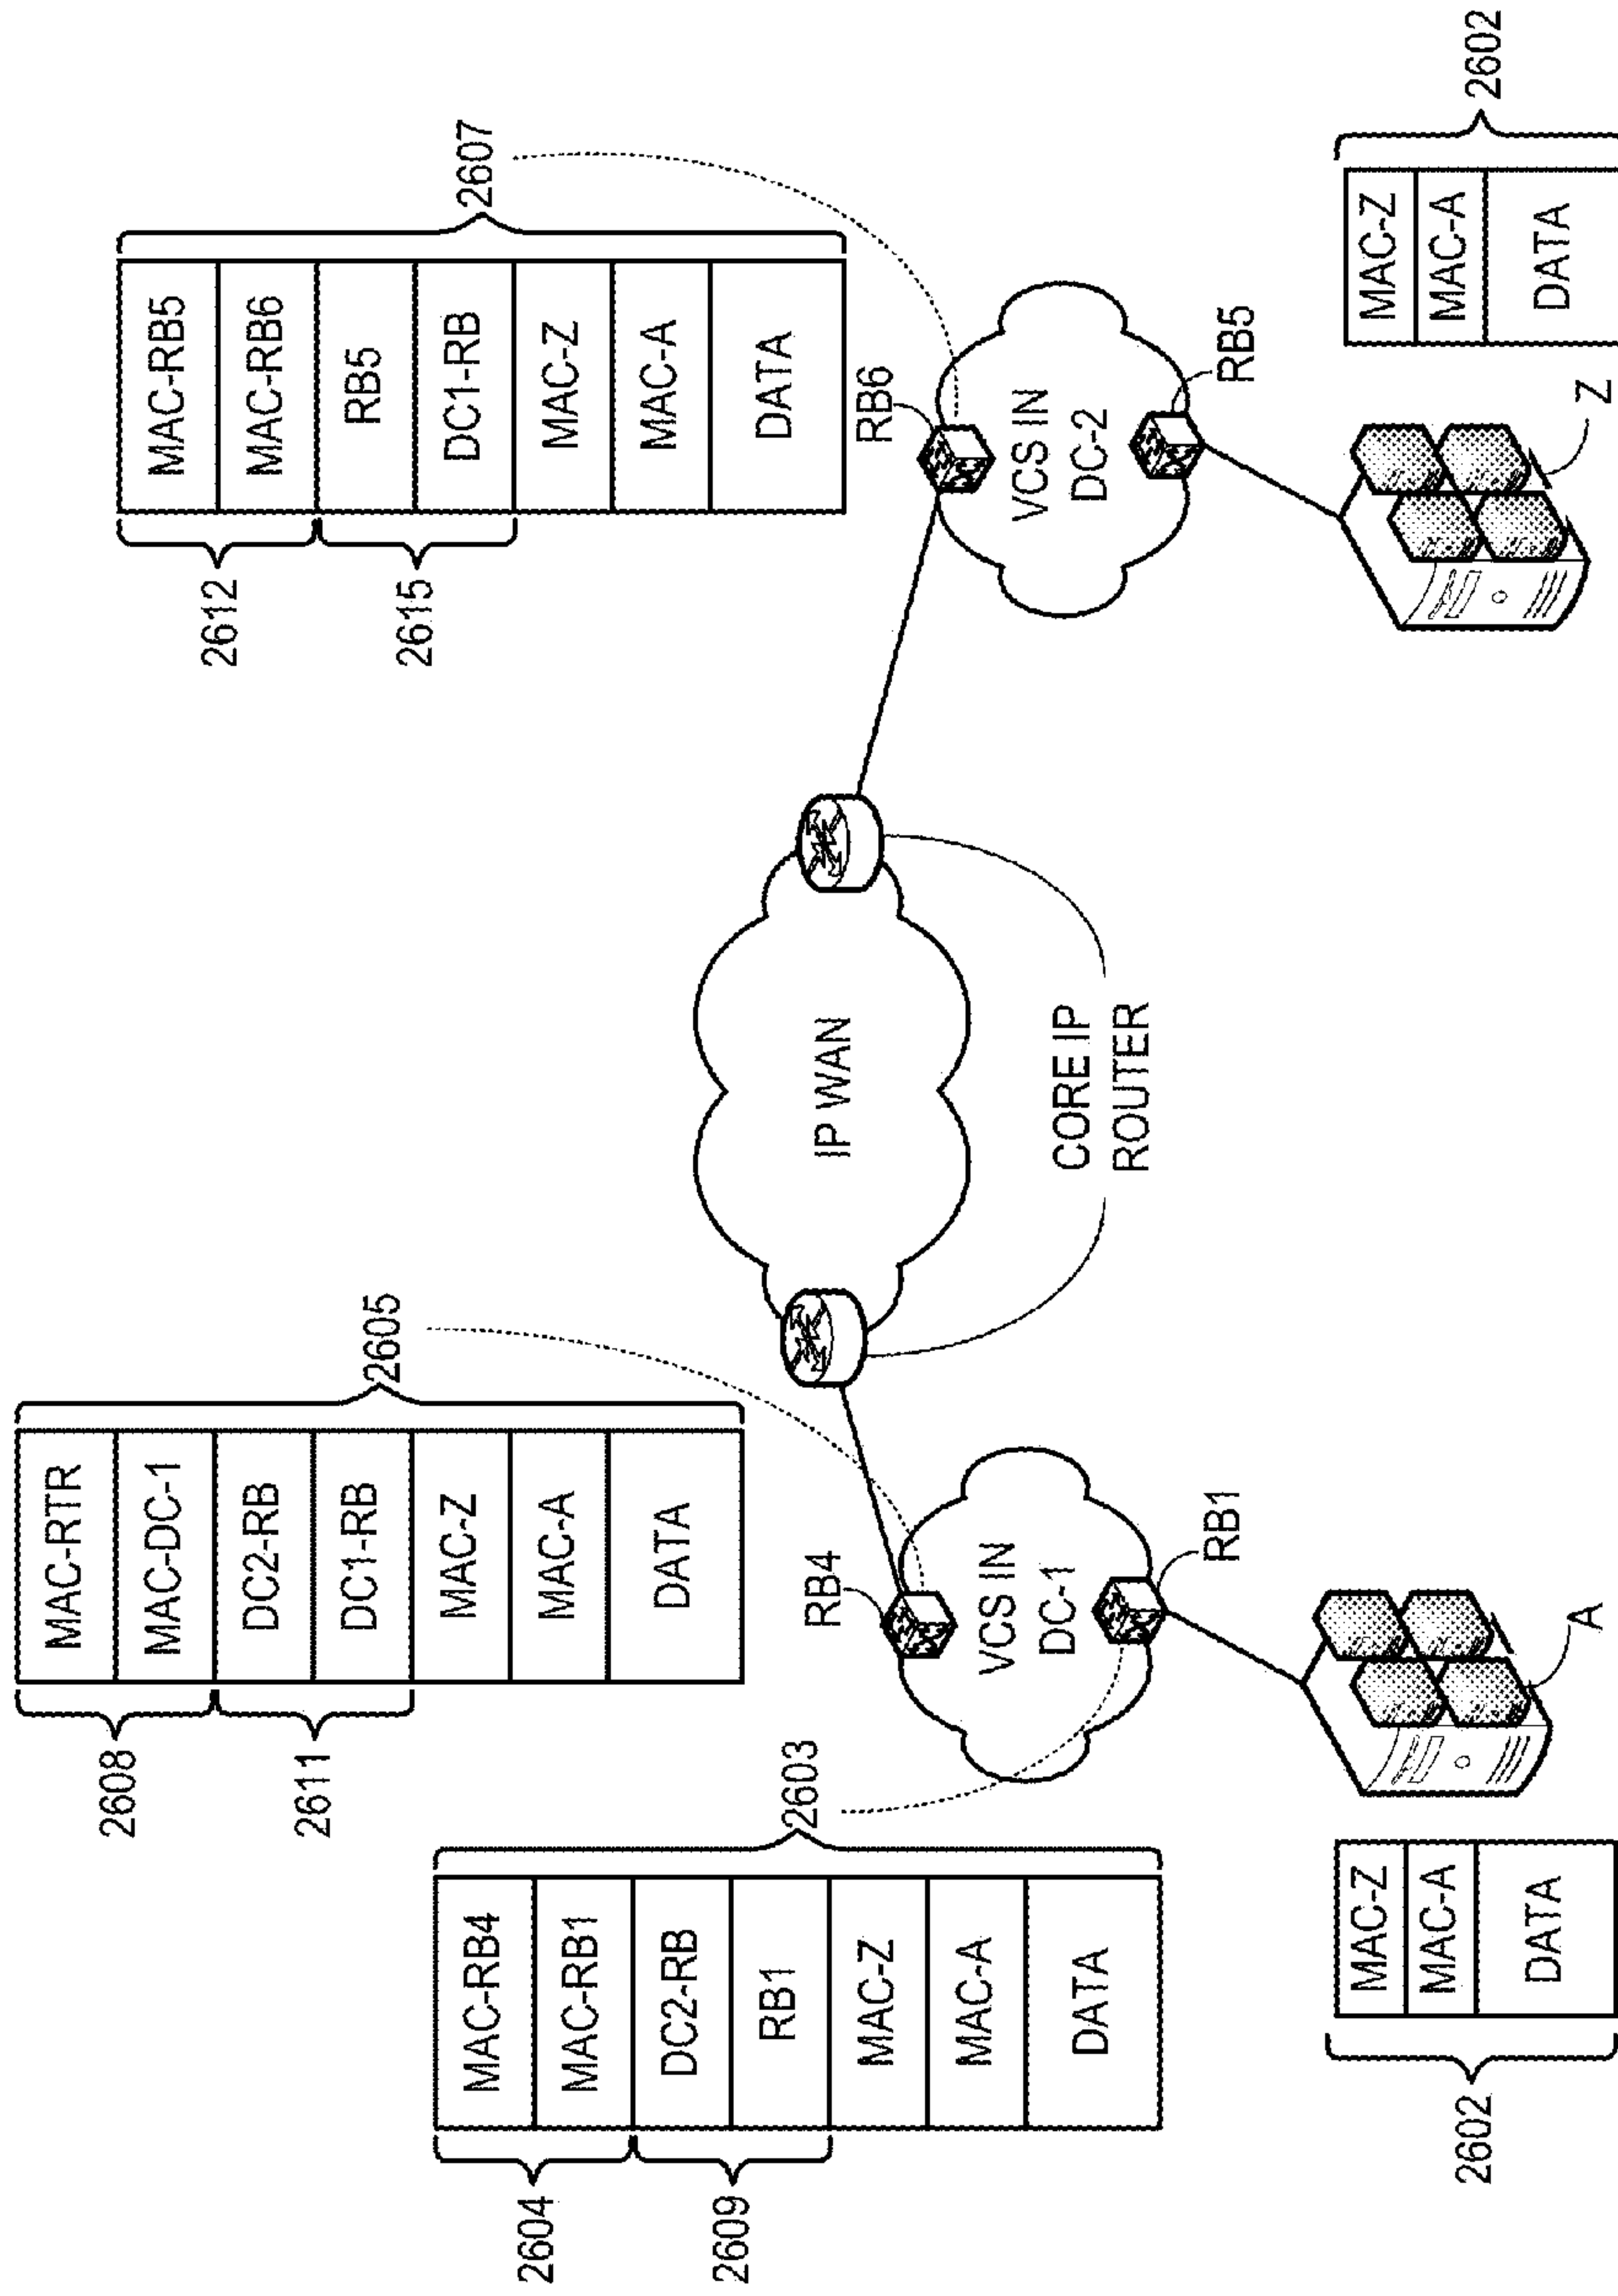 2604
2609
MAC-RB4
MAC-RB1
DC2-RB
RB1
MAC-Z
MAC-A
DATA
2603
2602
MAC-Z
MAC-A
DATA
2608
2611
MAC-RTR
MAC-DC-1
DC2-RB
DC1-RB
MAC-Z
MAC-A
DATA
2605
RB4
VCS IN
DC-1
RB1
A
IP WAN
CORE IP
ROUTER
2612
2615
MAC-RB5
MAC-RB6
RB5
DC1-RB
MAC-Z
MAC-A
DATA
2607
RB6
VCS IN
DC-2
RB5
Z
MAC-Z
MAC-A
DATA
2602